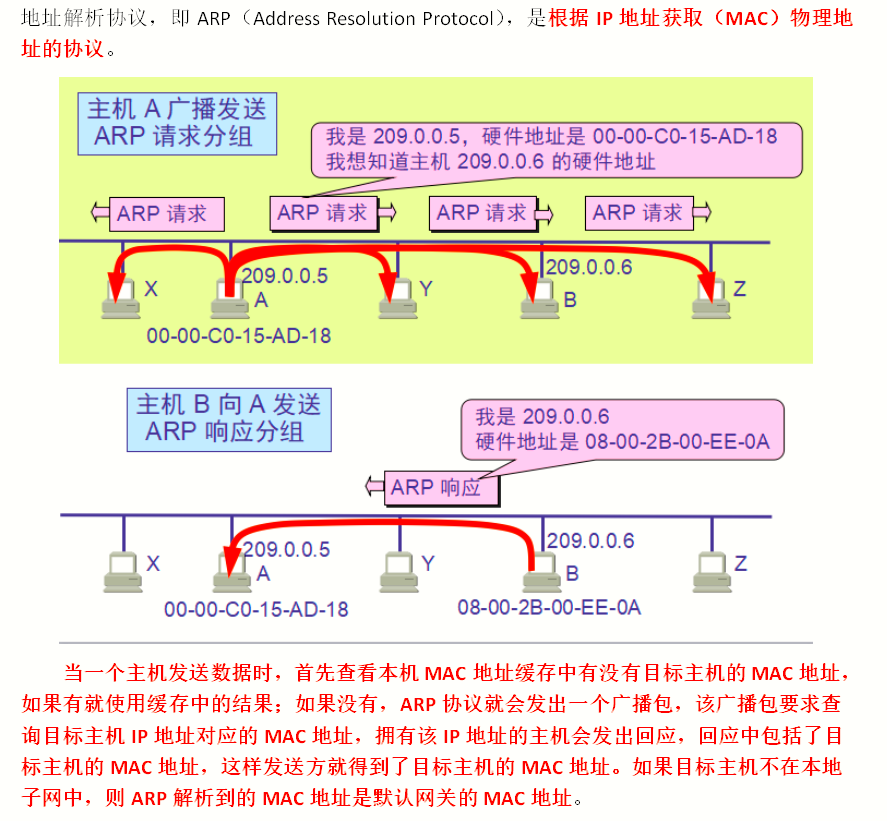 地址解析协议，即 ARP（Address Resolution Protocol），是根据 IP 地址获取（MAC）物理地
址的协议。
主机 A 广播发送
ARP 请求分组
我是 209.0.0.5，硬件地址是 00-00-C0-15-AD-18
我想知道主机 209.0.0.6 的硬件地址
ARP 请求
ARP 请求
ARP 请求
ARP 请求
X
209.0.0.5
A
Y
209.0.0.6
B
Z
00-00-C0-15-AD-18
主机 B 向 A 发送
ARP 响应分组
我是 209.0.0.6
硬件地址是 08-00-2B-00-EE-0A
ARP 响应
X
209.0.0.5
A
Y
209.0.0.6
B
Z
00-00-C0-15-AD-18
08-00-2B-00-EE-0A
当一个主机发送数据时，首先查看本机 MAC 地址缓存中有没有目标主机的 MAC 地址，
如果有就使用缓存中的结果；如果没有，ARP 协议就会发出一个广播包，该广播包要求查
询目标主机 IP 地址对应的 MAC 地址，拥有该 IP 地址的主机会发出回应，回应中包括了目
标主机的 MAC 地址，这样发送方就得到了目标主机的 MAC 地址。如果目标主机不在本地
子网中，则 ARP 解析到的 MAC 地址是默认网关的 MAC 地址。